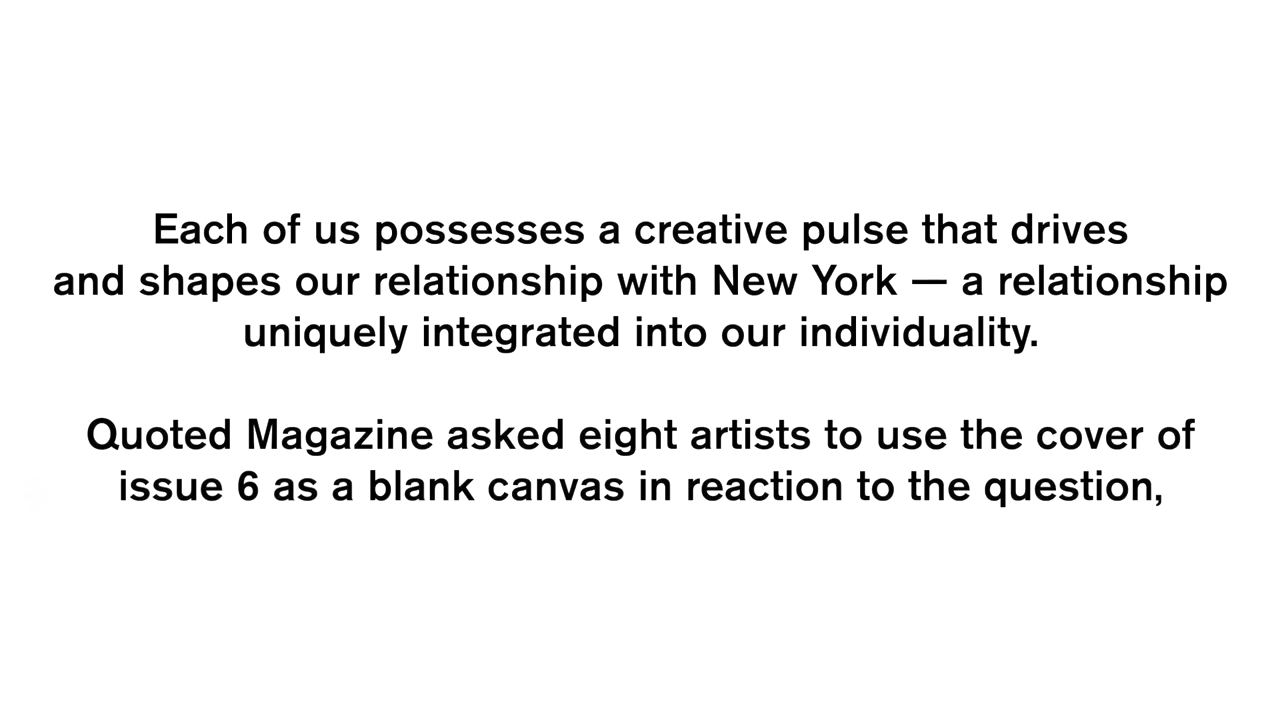 Each of us possesses a creative pulse that drives
and shapes our relationship with New York — a relationship
uniquely integrated into our individuality.
Quoted Magazine asked eight artists to use the cover of
issue 6 as a blank canvas in reaction to the question,